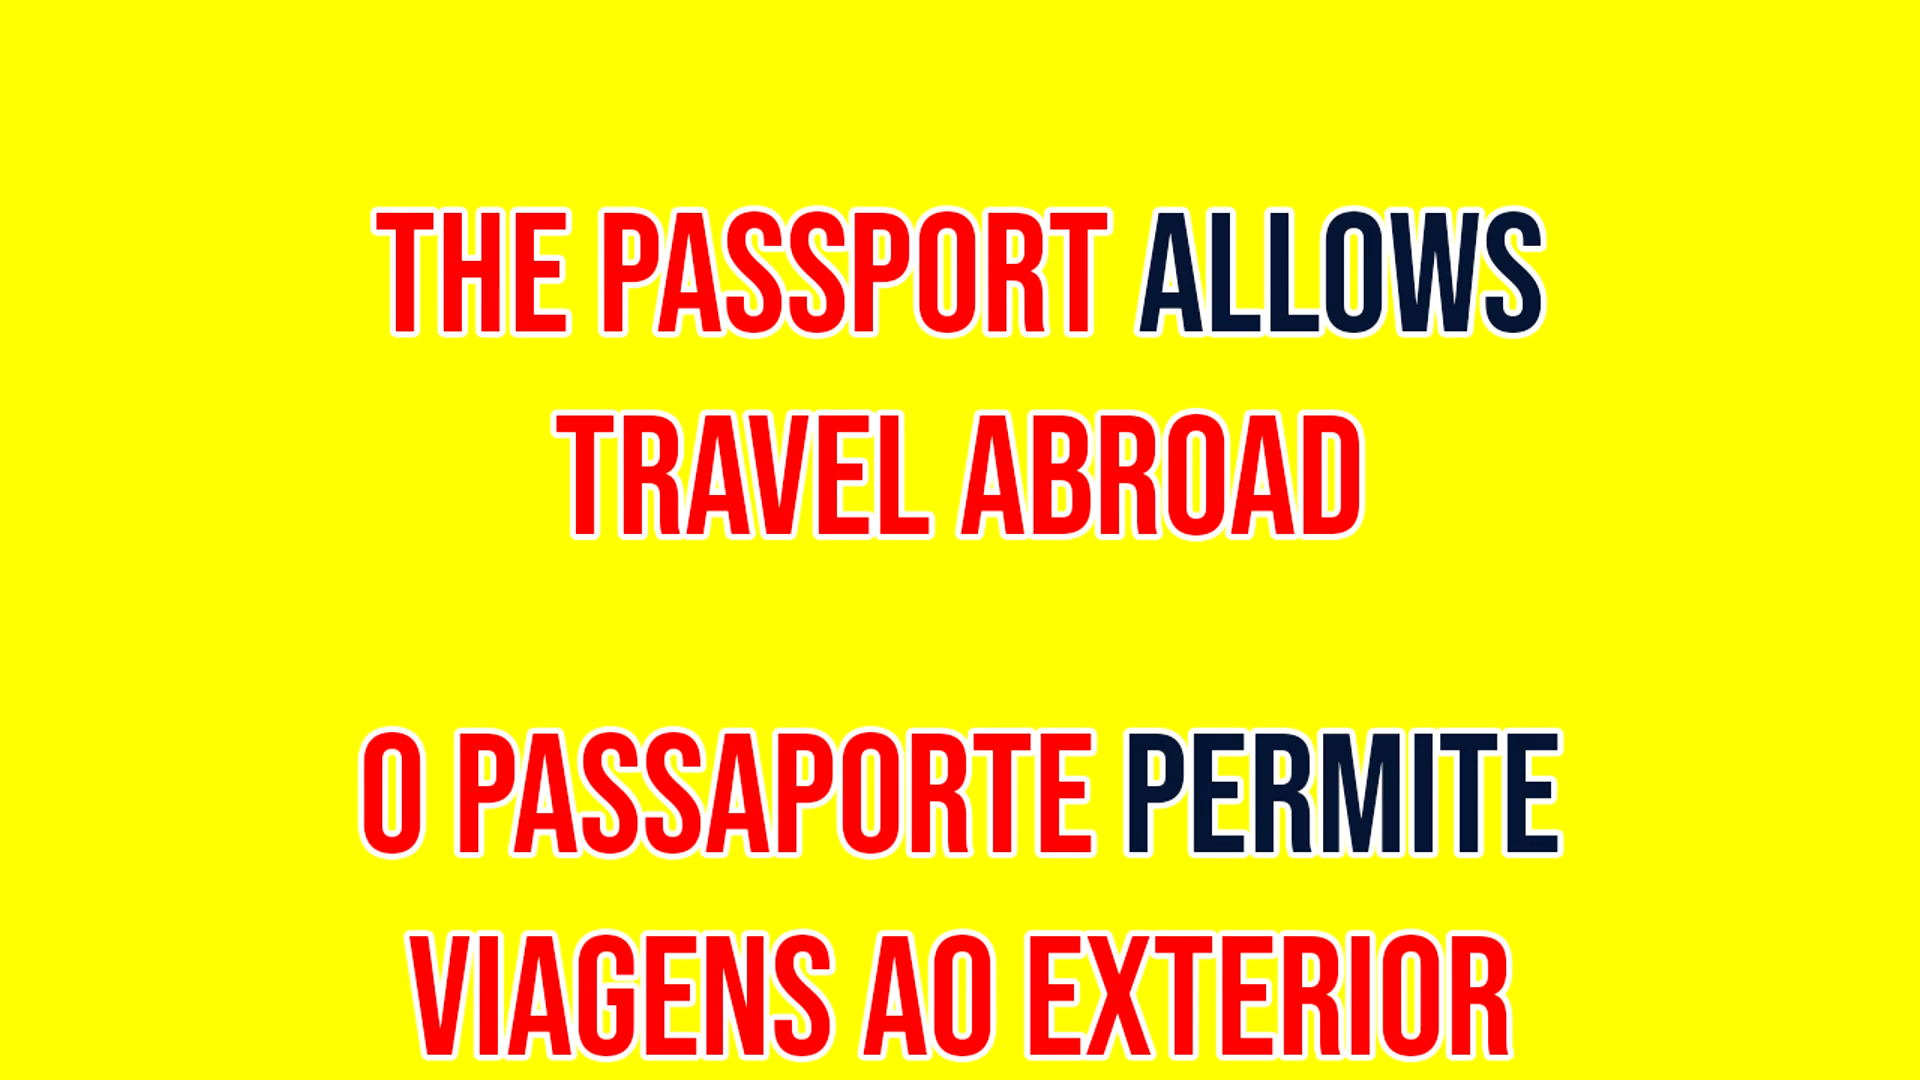 THE PASSPORT ALLOWS
TRAVEL ABROAD
O PASSAPORTE PERMITE
VIAGENS AO EXTERIOR